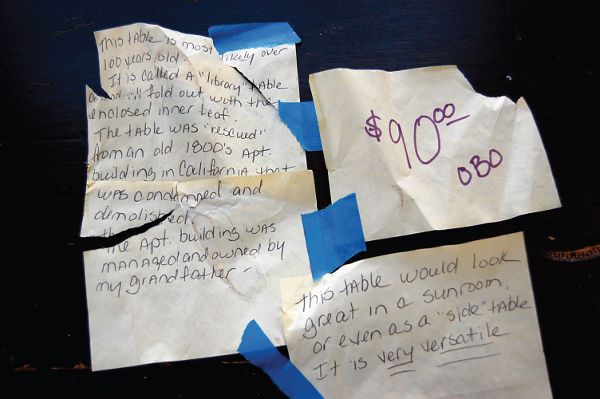 This tAble is most likely over
100 years old
It is called A "library" tAble
fold out with the
enclosed inner leaf.
The tAble was "rescued"
from an old 1800's Apt.
building in California that
wAs condemned and
demolished.
the Apt. building wAs
mAnAged and owned by
my grandfather -
$90.00
OBO
This tAble would look
great in a sunroom,
or even as a "side" tAble
It is very versatile